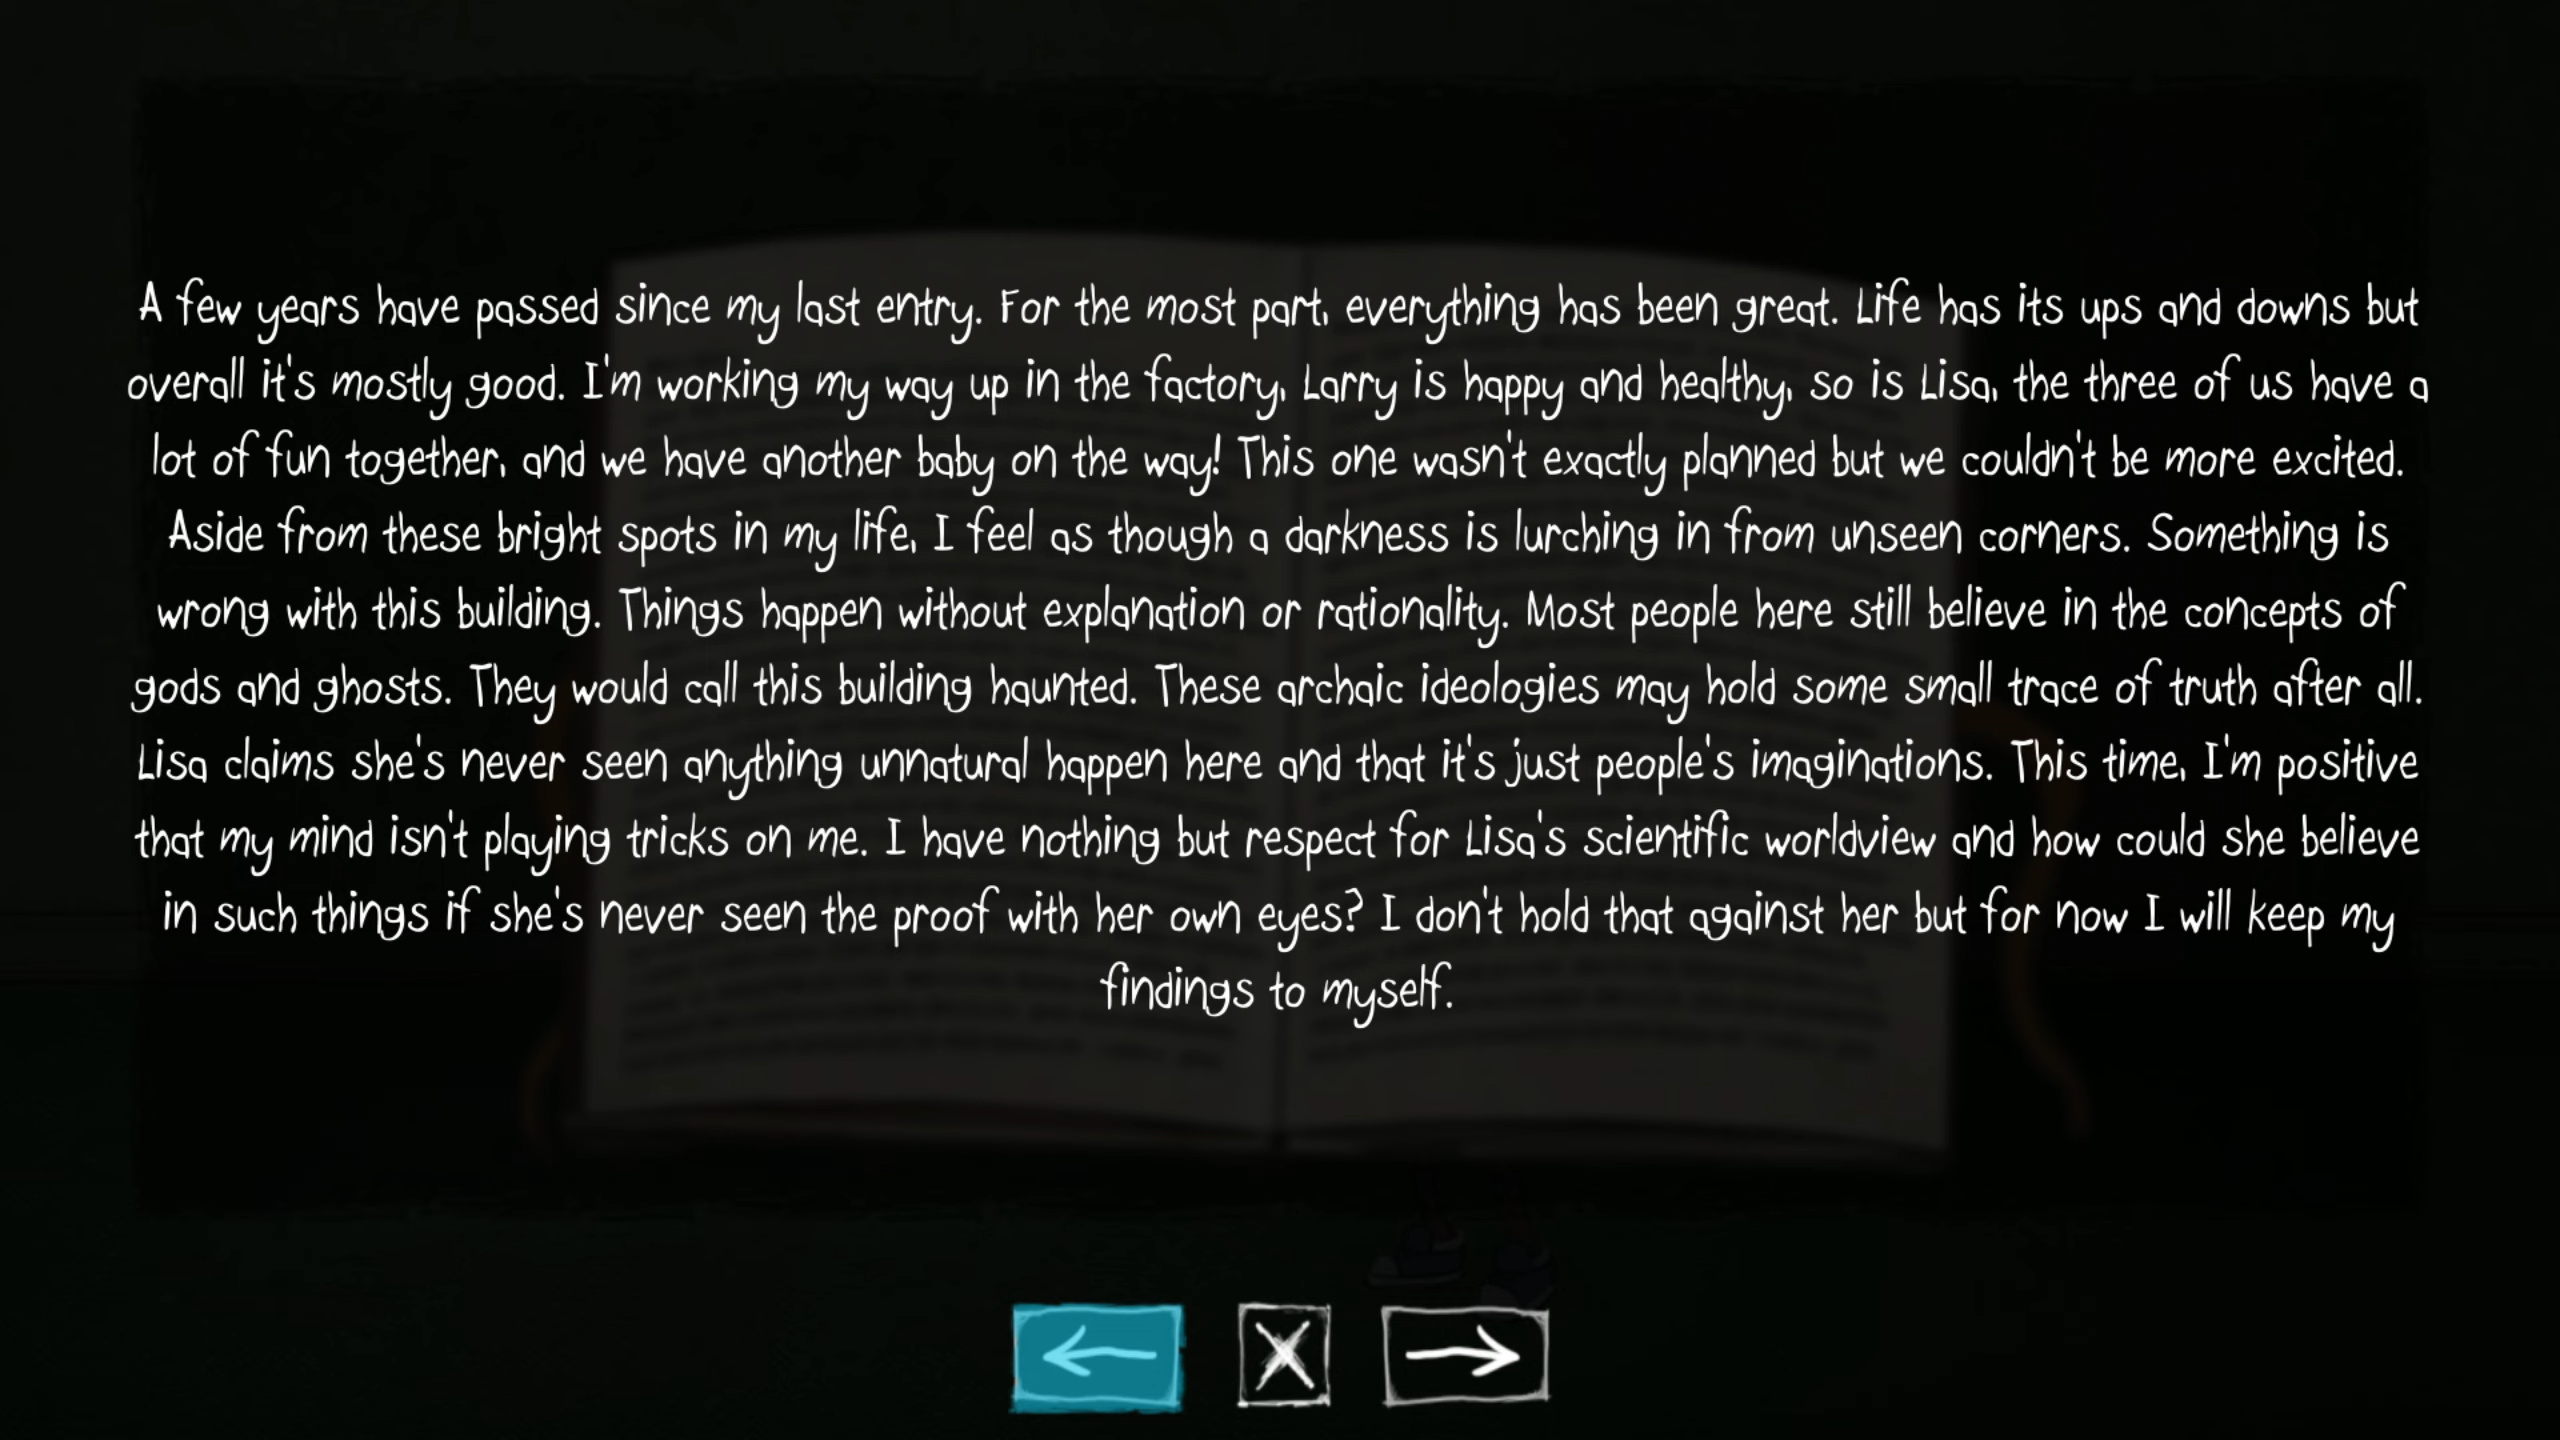 A few years have passed since my last entry. For the most part, everything has been great. Life has its ups and downs but
overall it's mostly good. I'm working my way up in the factory, Larry is happy and healthy, so is Lisa, the three of us have a
lot of fun together, and we have another baby on the way! This one wasn't exactly planned but we couldn't be more excited.
Aside from these bright spots in my life, I feel as though a darkness is lurching in from unseen corners. Something is
wrong with this building. Things happen without explanation or rationality. Most people here still believe in the concepts of
gods and ghosts. They would call this building haunted. These archaic ideologies may hold some small trace of truth after all.
Lisa claims she's never seen anything unnatural happen here and that it's just people's imaginations. This time, I'm positive
that my mind isn't playing tricks on me. I have nothing but respect for Lisa's scientific worldview and how could she believe
in such things if she's never seen the proof with her own eyes? I don't hold that against her but for now I will keep my
findings to myself.